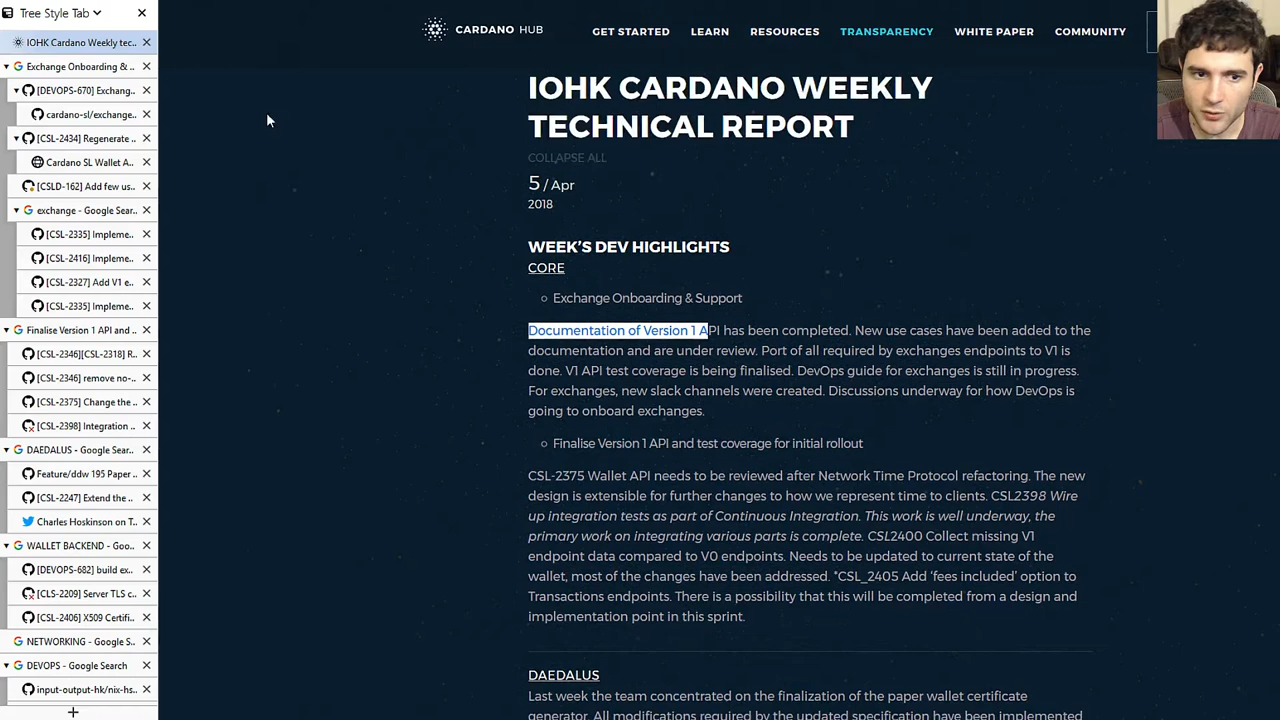 Tree Style Tab
IOHK Cardano Weekly tec..
Exchange Onboarding & ..
[DEVOPS-670] Exchang..
cardano-sl/exchange..
[CSL-2434] Regenerate ..
Cardano SL Wallet A..
[CSLD-162] Add few us..
exchange - Google Sear..
[CSL-2335] Impleme..
[CSL-2416] Impleme..
[CSL-2327] Add V1 e..
[CSL-2335] Impleme..
Finalise Version 1 API and ..
[CSL-2346][CSL-2318] R..
[CSL-2346] remove no-..
[CSL-2375] Change the ..
[CSL-2398] Integration ..
DAEDALUS - Google Sear..
Feature/ddw 195 Paper ..
[CSL-2247] Extend the ..
Charles Hoskinson on T..
WALLET BACKEND - Goo..
[DEVOPS-682] build ex..
[CLS-2209] Server TLS c..
[CSL-2406] X509 Certifi..
NETWORKING - Google S..
DEVOPS - Google Search
input-output-hk/nix-hs..
CARDANO HUB
GET STARTED LEARN RESOURCES TRANSPARENCY WHITE PAPER COMMUNITY
IOHK CARDANO WEEKLY
TECHNICAL REPORT
COLLAPSE ALL
5 / Apr
2018
WEEK'S DEV HIGHLIGHTS
CORE
Exchange Onboarding & Support
Documentation of Version 1 API has been completed. New use cases have been added to the
documentation and are under review. Port of all required by exchanges endpoints to V1 is
done. V1 API test coverage is being finalised. DevOps guide for exchanges is still in progress.
For exchanges, new slack channels were created. Discussions underway for how DevOps is
going to onboard exchanges.
Finalise Version 1 API and test coverage for initial rollout
CSL-2375 Wallet API needs to be reviewed after Network Time Protocol refactoring. The new
design is extensible for further changes to how we represent time to clients. CSL2398 Wire
up integration tests as part of Continuous Integration. This work is well underway, the
primary work on integrating various parts is complete. CSL2400 Collect missing V1
endpoint data compared to V0 endpoints. Needs to be updated to current state of the
wallet, most of the changes have been addressed. *CSL_2405 Add 'fees included' option to
Transactions endpoints. There is a possibility that this will be completed from a design and
implementation point in this sprint.
DAEDALUS
Last week the team concentrated on the finalization of the paper wallet certificate
generator. All modifications required by the updated specification have been implemented